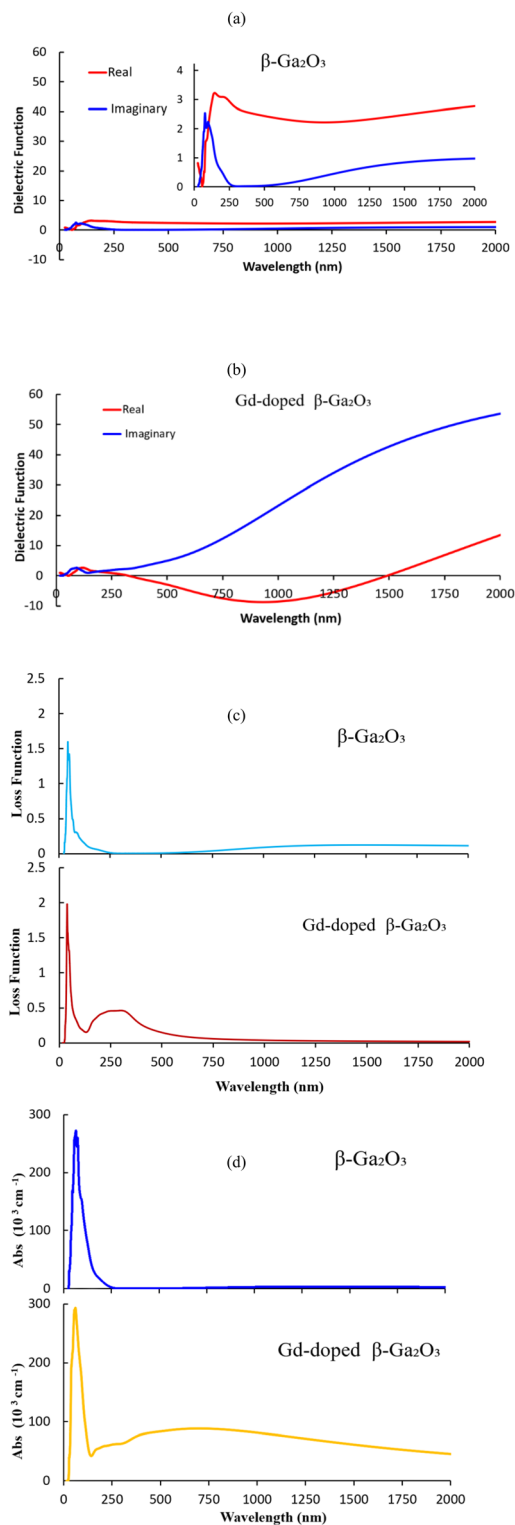 (a)
β-Ga₂O₃
60
50
40
30
20
10
0
-10
Dielectric Function
Real
Imaginary
4
3
2
1
0
0 250 500 750 1000 1250 1500 1750 2000
0 250 500 750 1000 1250 1500 1750 2000
Wavelength (nm)
(b)
Gd-doped β-Ga₂O₃
60
50
40
30
20
10
0
-10
Dielectric Function
Real
Imaginary
0 250 500 750 1000 1250 1500 1750 2000
Wavelength (nm)
(c)
β-Ga₂O₃
2.5
2
1.5
1
0.5
0
Loss Function
Gd-doped β-Ga₂O₃
2.5
2
1.5
1
0.5
0
Loss Function
0 250 500 750 1000 1250 1500 1750 2000
Wavelength (nm)
(d)
β-Ga₂O₃
300
200
100
0
Abs (10 ³ cm ⁻¹)
Gd-doped β-Ga₂O₃
300
200
100
0
Abs (10 ³ cm ⁻¹)
0 250 500 750 1000 1250 1500 1750 2000
Wavelength (nm)